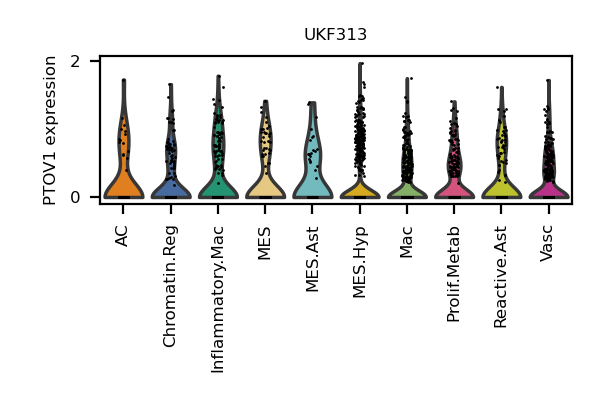 UKF313
PTOV1 expression
2
0
AC
Chromatin.Reg
Inflammatory.Mac
MES
MES.Ast
MES.Hyp
Mac
Prolif.Metab
Reactive.Ast
Vasc